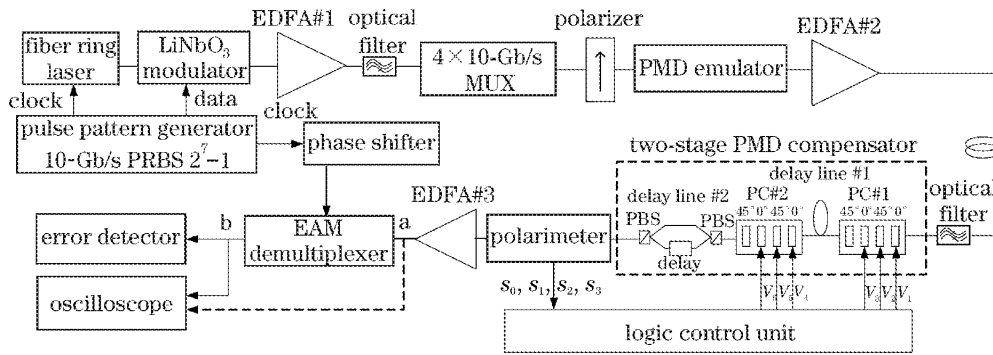 EDFA#1
optical
filter
polarizer
EDFA#2
fiber ring
laser
LiNbO₃
modulator
4×10-Gb/s
MUX
PMD emulator
clock
data
clock
pulse pattern generator
10-Gb/s PRBS 2⁷-1
phase shifter
two-stage PMD compensator
delay line #1
delay line #2
PC#2
PC#1
optical
filter
45°0°45°0°
45°0°45°0°
PBS
PBS
delay
EDFA#3
b
a
error detector
EAM
demultiplexer
polarimeter
oscilloscope
S₀, S₁, S₂, S₃
V₆ V₅ V₄
V₃ V₂ V₁
logic control unit